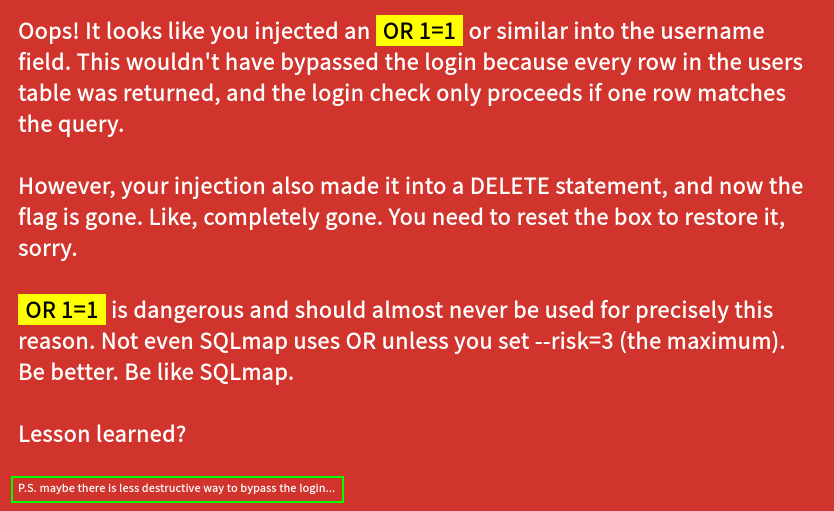 Oops! It looks like you injected an OR 1=1 or similar into the username
field. This wouldn't have bypassed the login because every row in the users
table was returned, and the login check only proceeds if one row matches
the query.
However, your injection also made it into a DELETE statement, and now the
flag is gone. Like, completely gone. You need to reset the box to restore it,
sorry.
OR 1=1 is dangerous and should almost never be used for precisely this
reason. Not even SQLmap uses OR unless you set --risk=3 (the maximum).
Be better. Be like SQLmap.
Lesson learned?
P.S. maybe there is less destructive way to bypass the login...